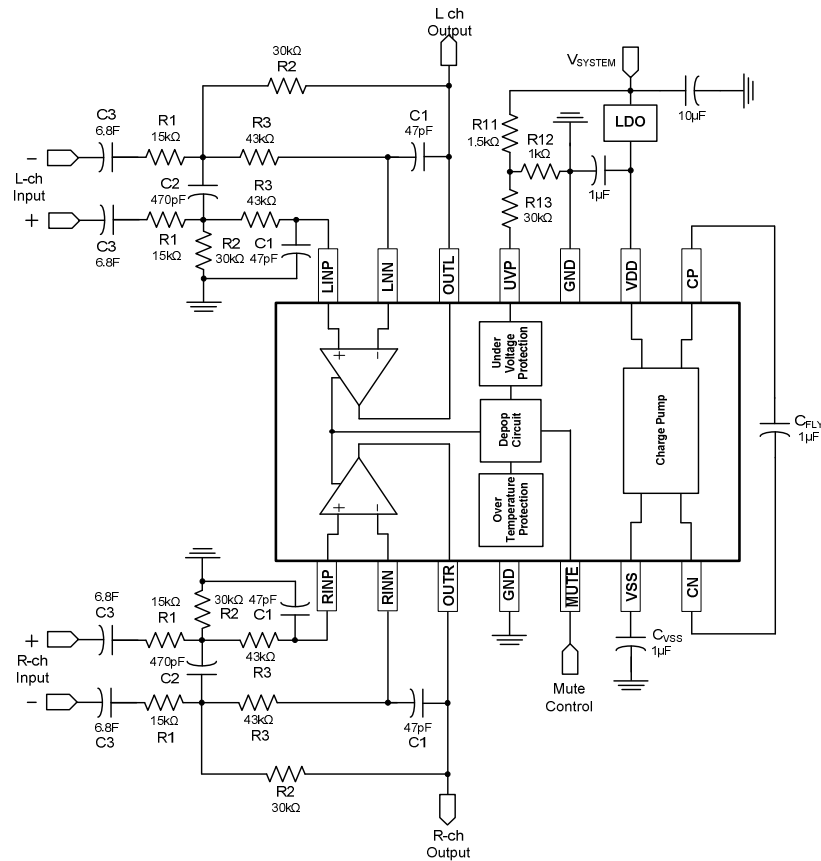 L ch
Output
30kΩ
R2
VSYSTEM
10µF
LDO
C3
6.8F
R1
15kΩ
R3
43kΩ
C1
47pF
R11
1.5kΩ
R12
1kΩ
1µF
−
L-ch
Input
+
C2
470pF
R3
43kΩ
R13
30kΩ
C3
6.8F
R1
15kΩ
R2
30kΩ
C1
47pF
LINP
LNN
OUTL
UVP
GND
VDD
CP
+
−
Under
Voltage
Protection
Depop
Circuit
Over
Temperature
Protection
Charge Pump
CFLY
1µF
+
−
RINP
RINN
OUTR
GND
MUTE
VSS
CN
6.8F
C3
15kΩ
R1
30kΩ
R2
47pF
C1
+
R-ch
Input
−
470pF
C2
43kΩ
R3
CVSS
1µF
6.8F
C3
15kΩ
R1
43kΩ
R3
47pF
C1
Mute
Control
R2
30kΩ
R-ch
Output